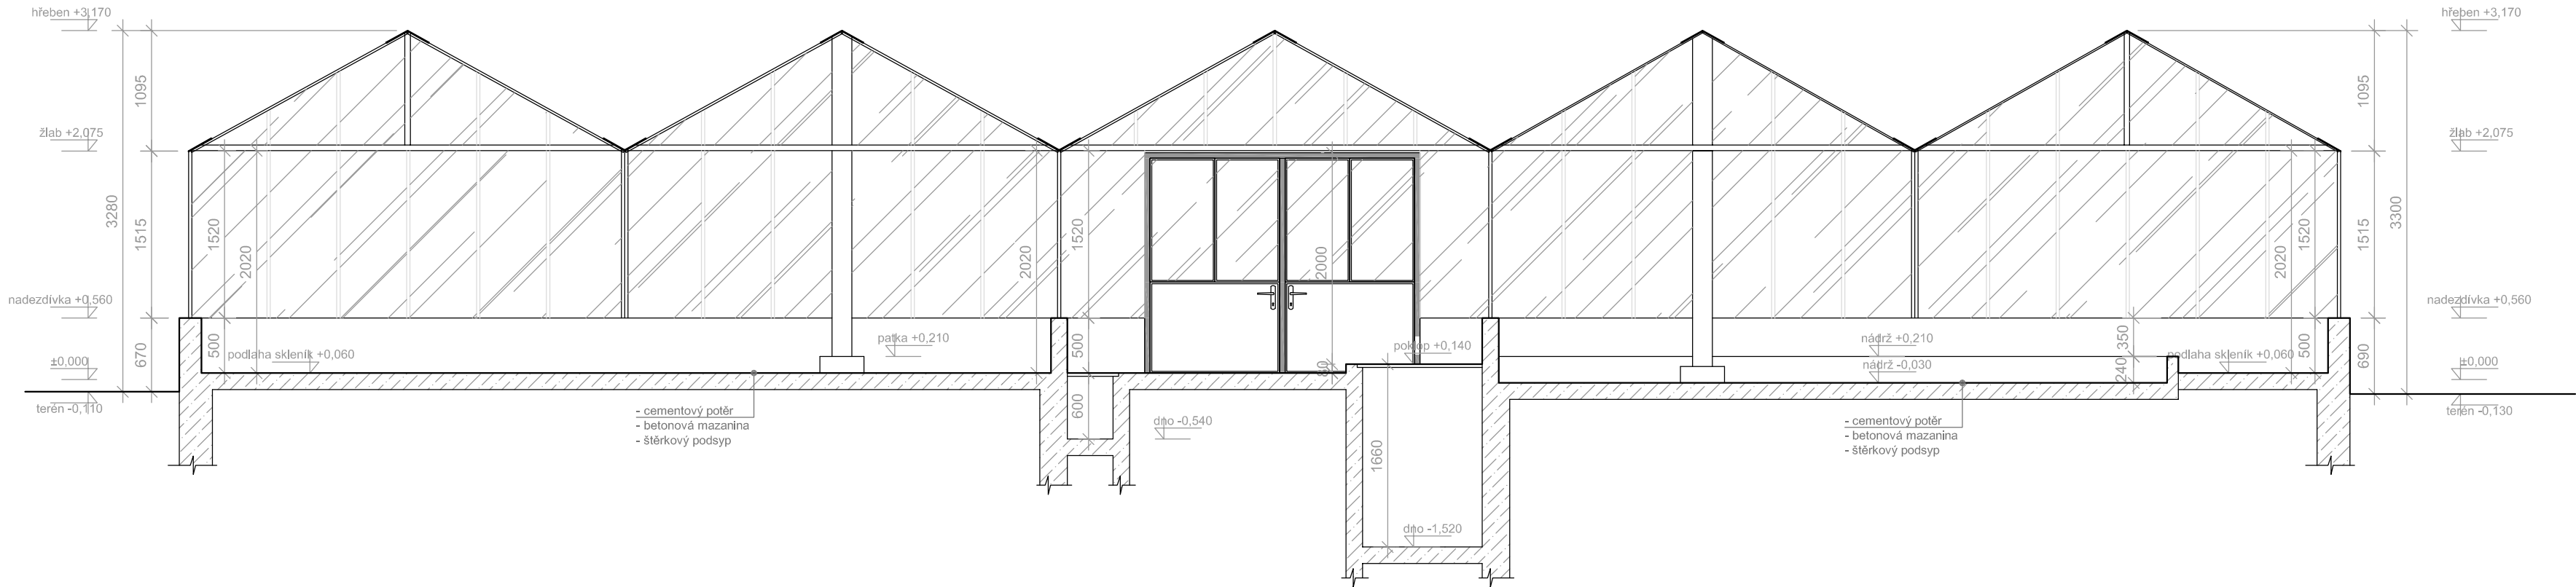 hřeben +3,170
hřeben +3,170
1095
1095
žlab +2,075
žlab +2,075
3280
1515
1520
2020
2020
1520
2000
2020
1520
1515
3300
nadezdívka +0,560
nadezdívka +0,560
670
500
500
350
500
690
patka +0,210
nádrž +0,210
poklop +0,140
±0,000
podlaha skleník +0,060
podlaha skleník +0,060
±0,000
80
nádrž -0,030
240
terén -0,110
terén -0,130
600
- cementový potěr
- betonová mazanina
- štěrkový podsyp
dno -0,540
- cementový potěr
- betonová mazanina
- štěrkový podsyp
1660
dno -1,520